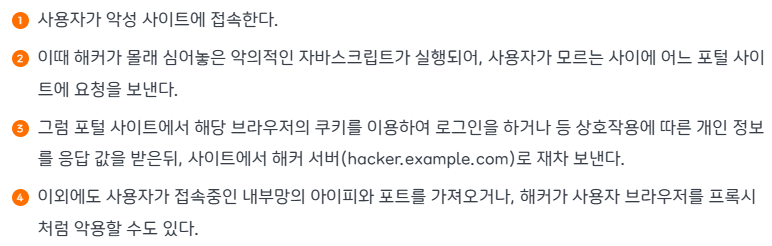 1 사용자가 악성 사이트에 접속한다.
2 이때 해커가 몰래 심어놓은 악의적인 자바스크립트가 실행되어, 사용자가 모르는 사이에 어느 포털 사이
트에 요청을 보낸다.
3 그럼 포털 사이트에서 해당 브라우저의 쿠키를 이용하여 로그인을 하거나 등 상호작용에 따른 개인 정보
를 응답 값을 받은뒤, 사이트에서 해커 서버(hacker.example.com)로 재차 보낸다.
4 이외에도 사용자가 접속중인 내부망의 아이피와 포트를 가져오거나, 해커가 사용자 브라우저를 프록시
처럼 악용할 수도 있다.